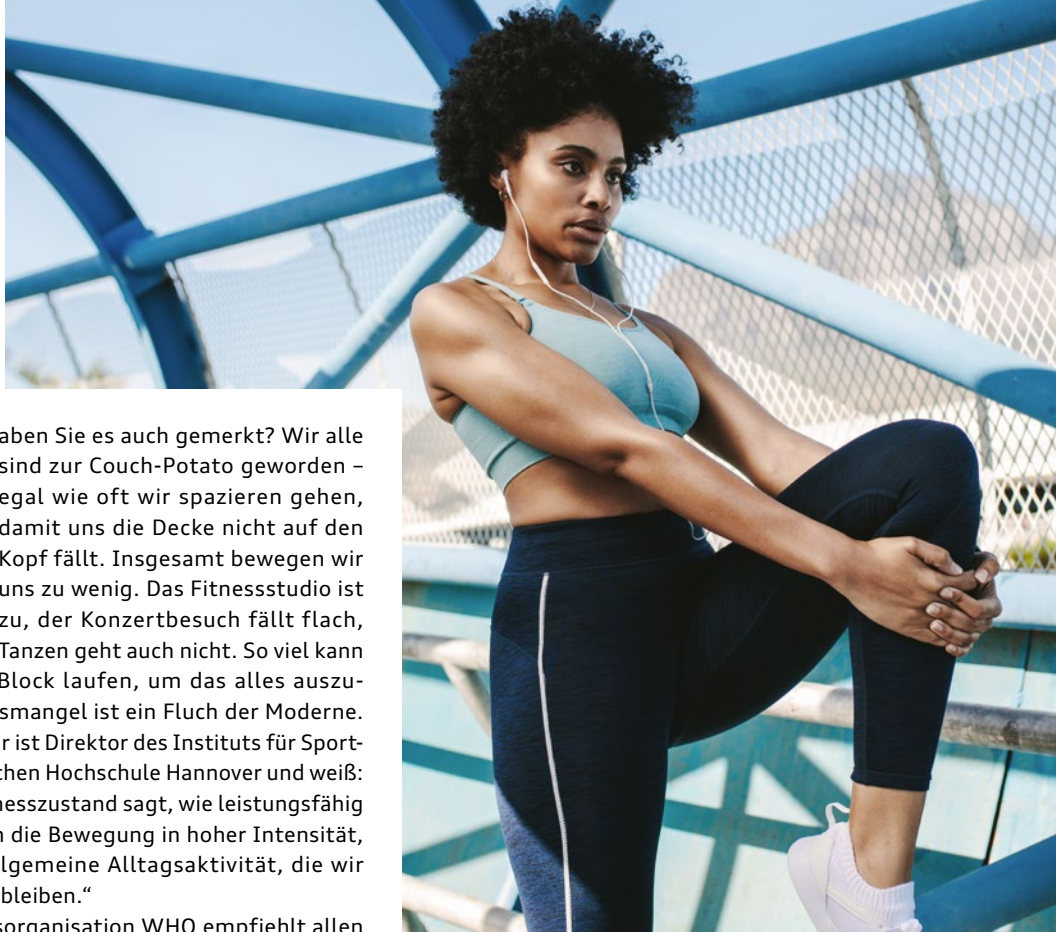 aben Sie es auch gemerkt? Wir alle
sind zur Couch-Potato geworden –
egal wie oft wir spazieren gehen,
damit uns die Decke nicht auf den
Kopf fällt. Insgesamt bewegen wir
uns zu wenig. Das Fitnessstudio ist
zu, der Konzertbesuch fällt flach,
Tanzen geht auch nicht. So viel kann
Block laufen, um das alles auszu-
smangel ist ein Fluch der Moderne.
r ist Direktor des Instituts für Sport-
chen Hochschule Hannover und weiß:
nesszustand sagt, wie leistungsfähig
n die Bewegung in hoher Intensität,
lgemeine Alltagsaktivität, die wir
bleiben.“
sorganisation WHO empfiehlt allen